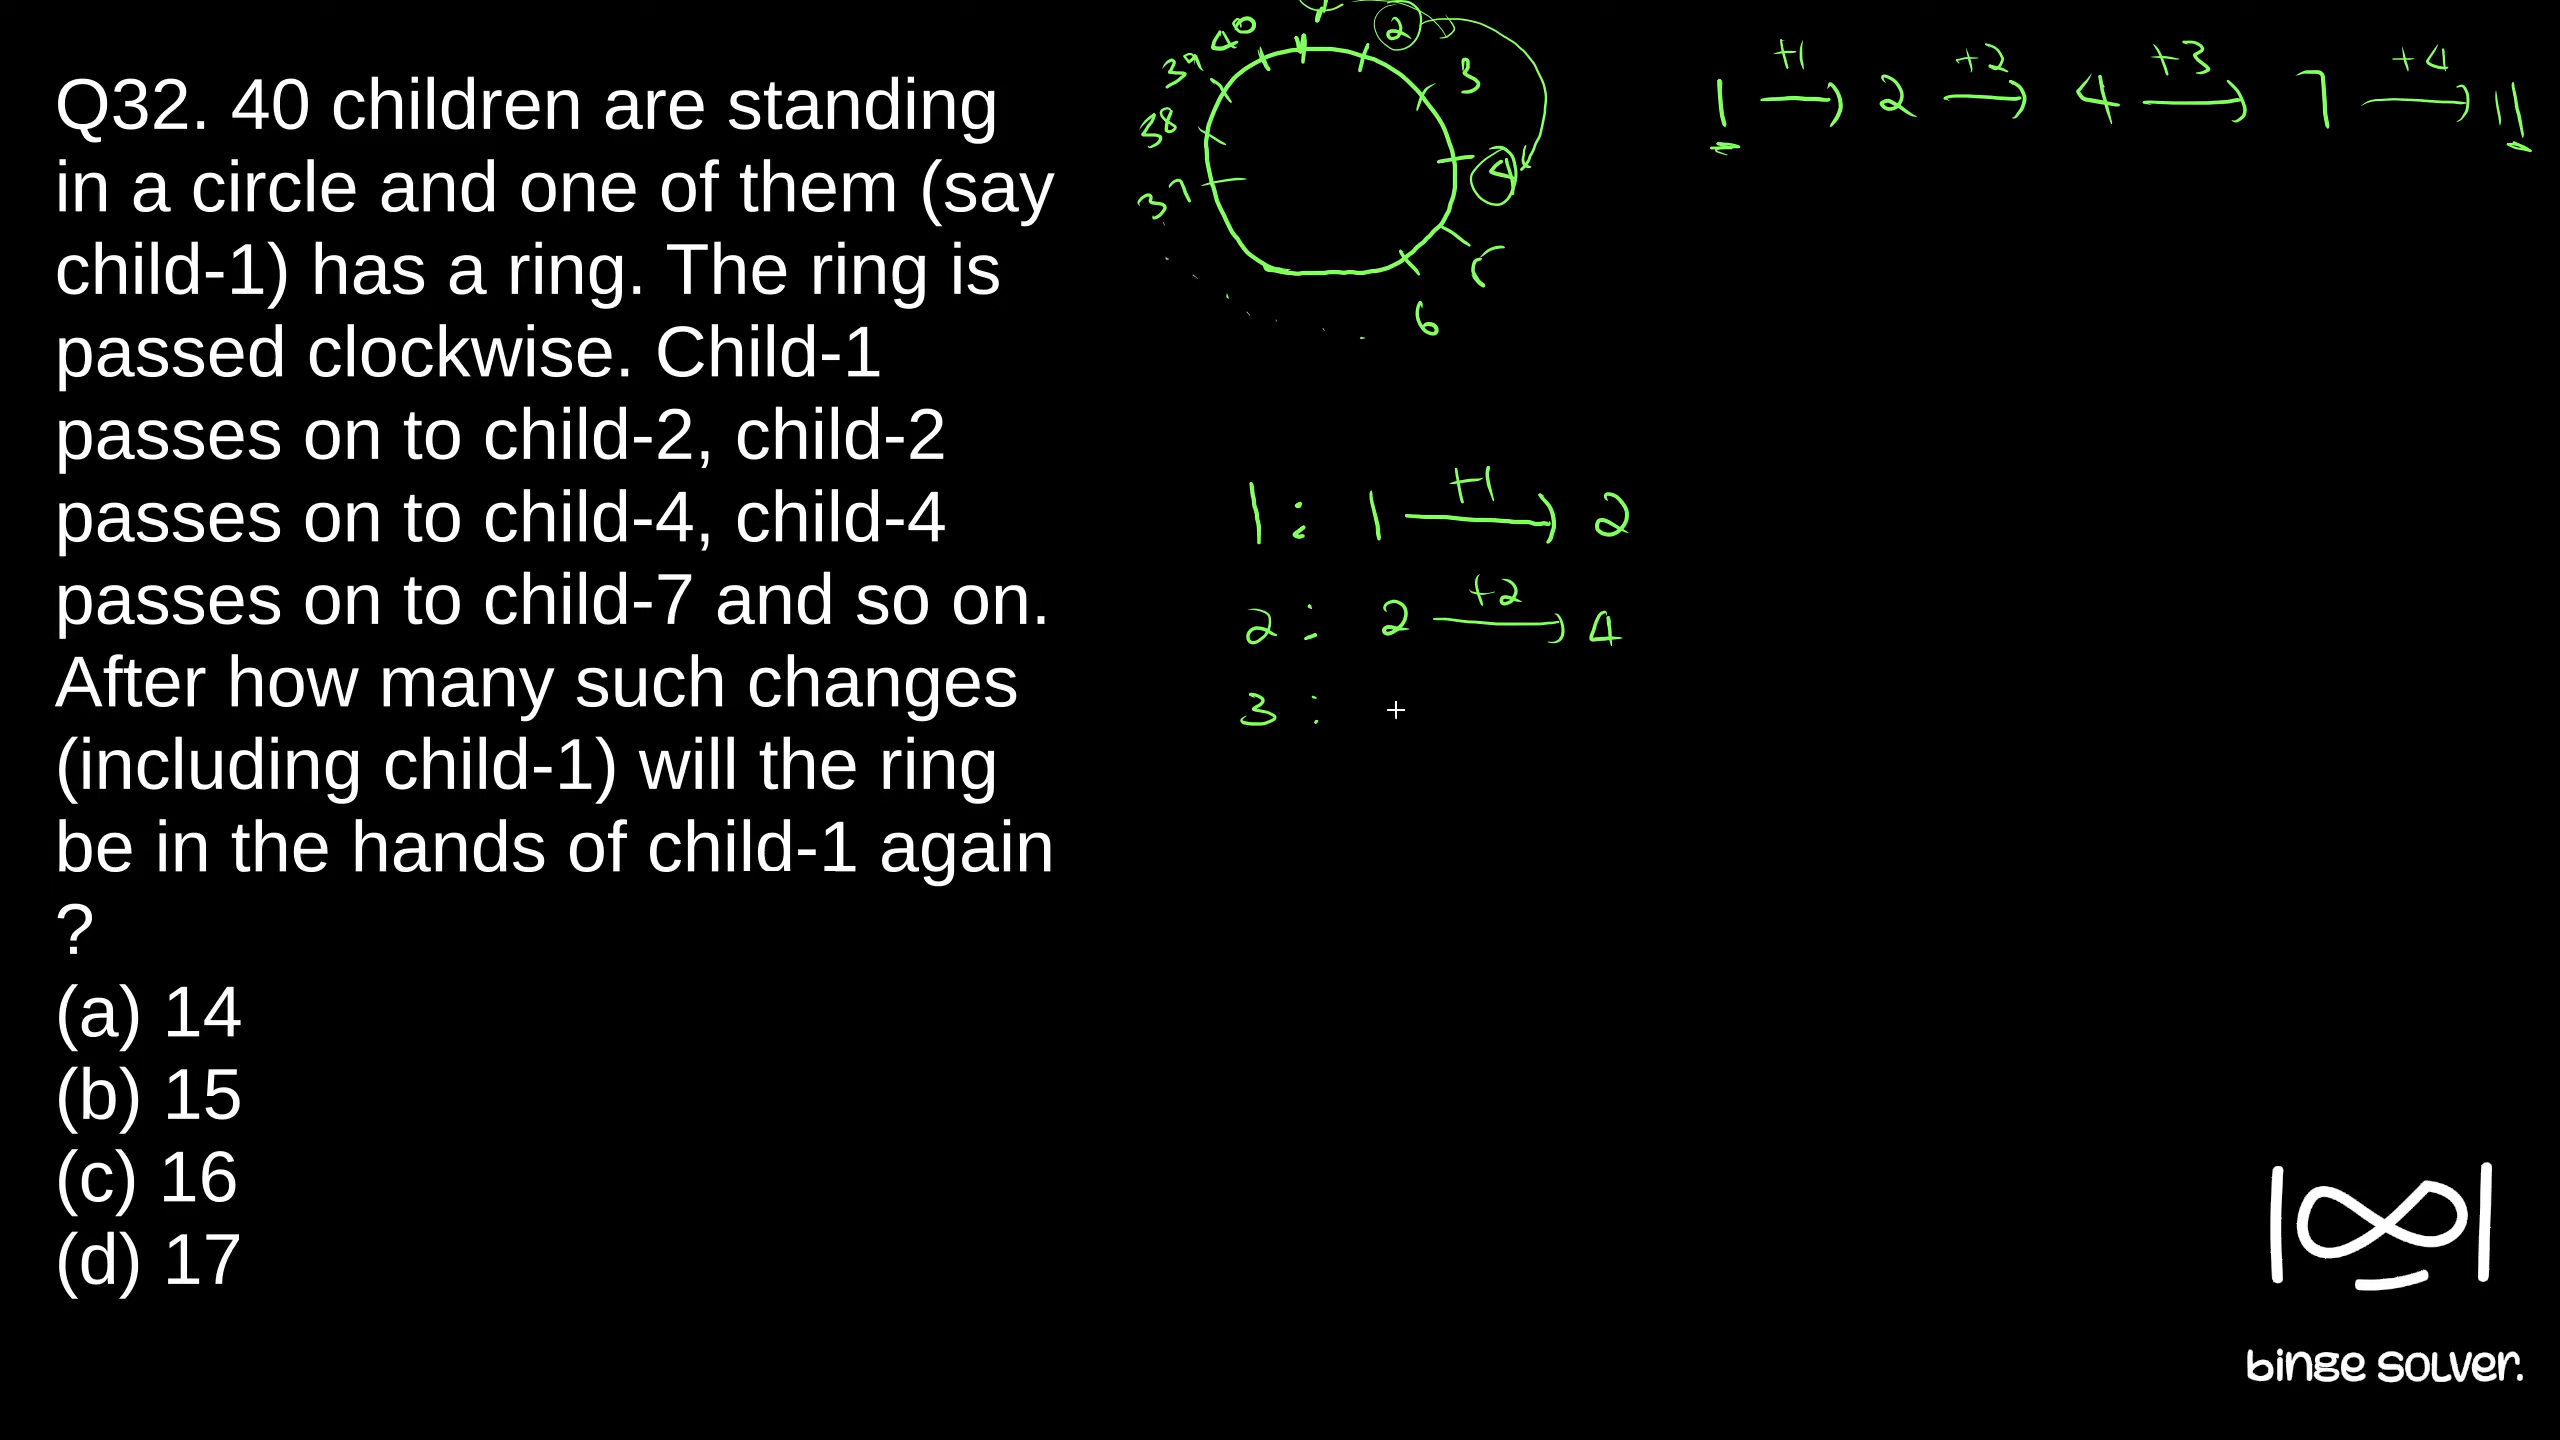 Q32. 40 children are standing
in a circle and one of them (say
child-1) has a ring. The ring is
passed clockwise. Child-1
passes on to child-2, child-2
passes on to child-4, child-4
passes on to child-7 and so on.
After how many such changes
(including child-1) will the ring
be in the hands of child-1 again
?
(a) 14
(b) 15
(c) 16
(d) 17
2
3
4
5
6
37
38
39
40
+1 +2 +3 +4
1 → 2 → 4 → 7 → 11
+1
1 : 1 → 2
+2
2 : 2 → 4
3 :
binge solver.